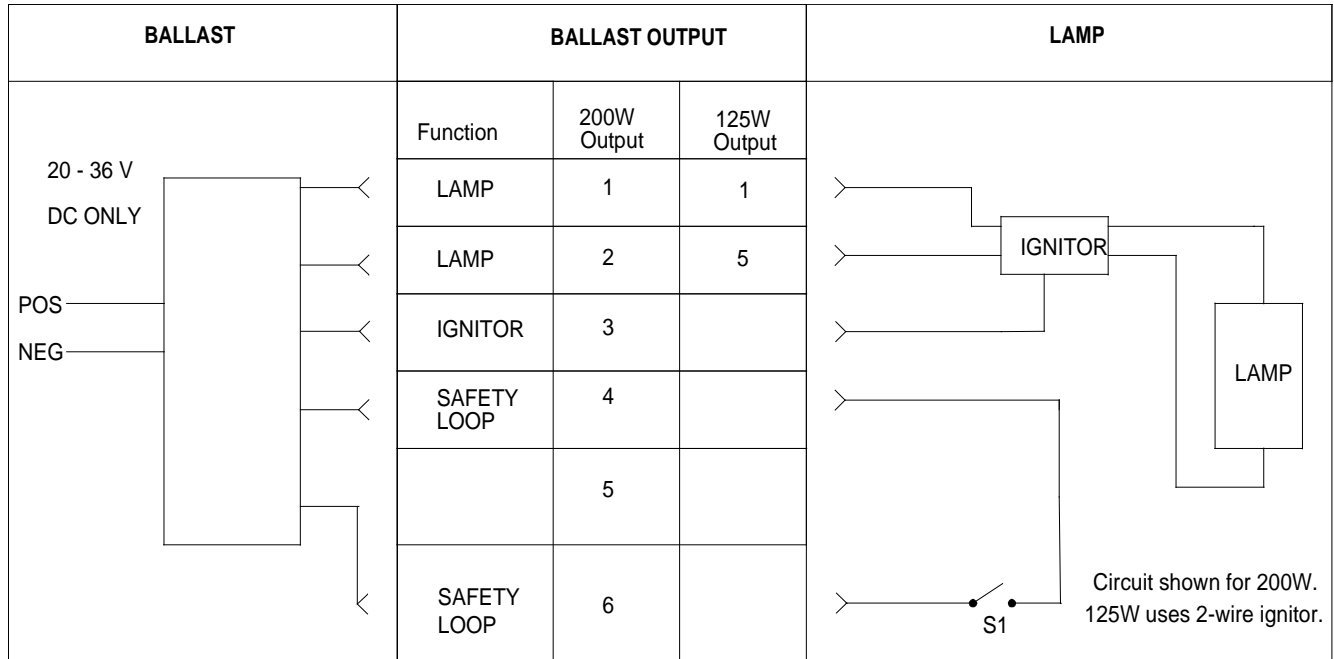 BALLAST
BALLAST OUTPUT
LAMP
Function
200W
Output
125W
Output
20 - 36 V
DC ONLY
POS
NEG
LAMP 1 1
LAMP 2 5
IGNITOR 3
SAFETY
LOOP
4
5
SAFETY
LOOP
6
IGNITOR
LAMP
S1
Circuit shown for 200W.
125W uses 2-wire ignitor.